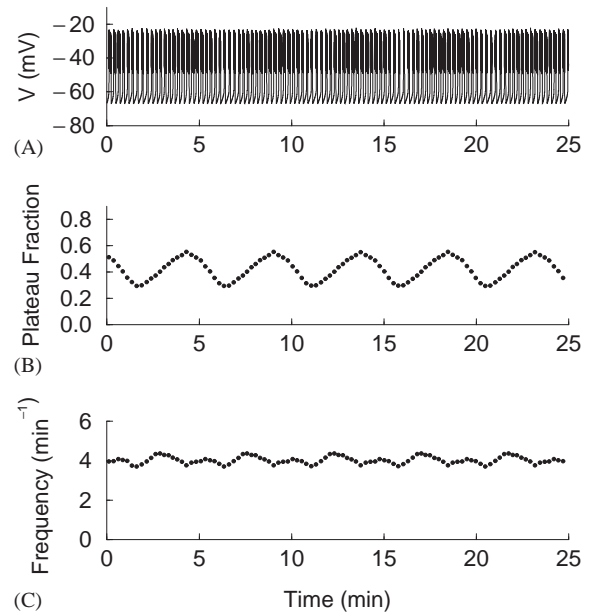 −20
−40
−60
−80
V (mV)
(A)
0 5 10 15 20 25
Time (min)
0.8
0.6
0.4
0.2
0.0
Plateau Fraction
(B)
0 5 10 15 20 25
6
4
2
0
Frequency (min⁻¹)
(C)
0 5 10 15 20 25
Time (min)